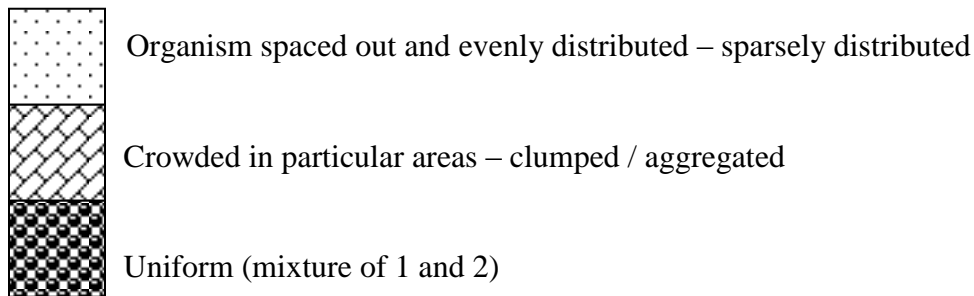 Organism spaced out and evenly distributed – sparsely distributed
Crowded in particular areas – clumped / aggregated
Uniform (mixture of 1 and 2)